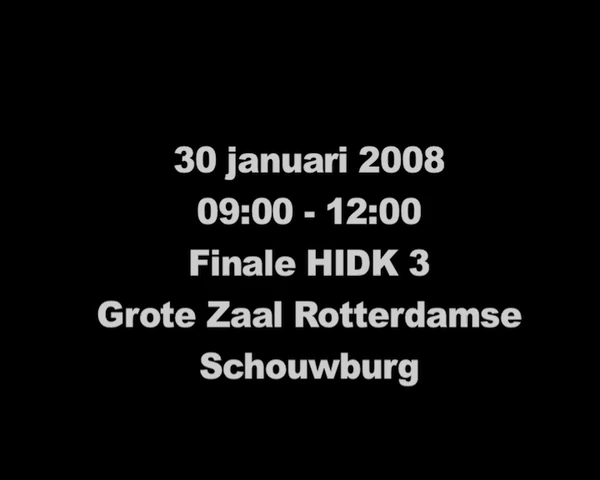 30 januari 2008
09:00 - 12:00
Finale HIDK 3
Grote Zaal Rotterdamse
Schouwburg